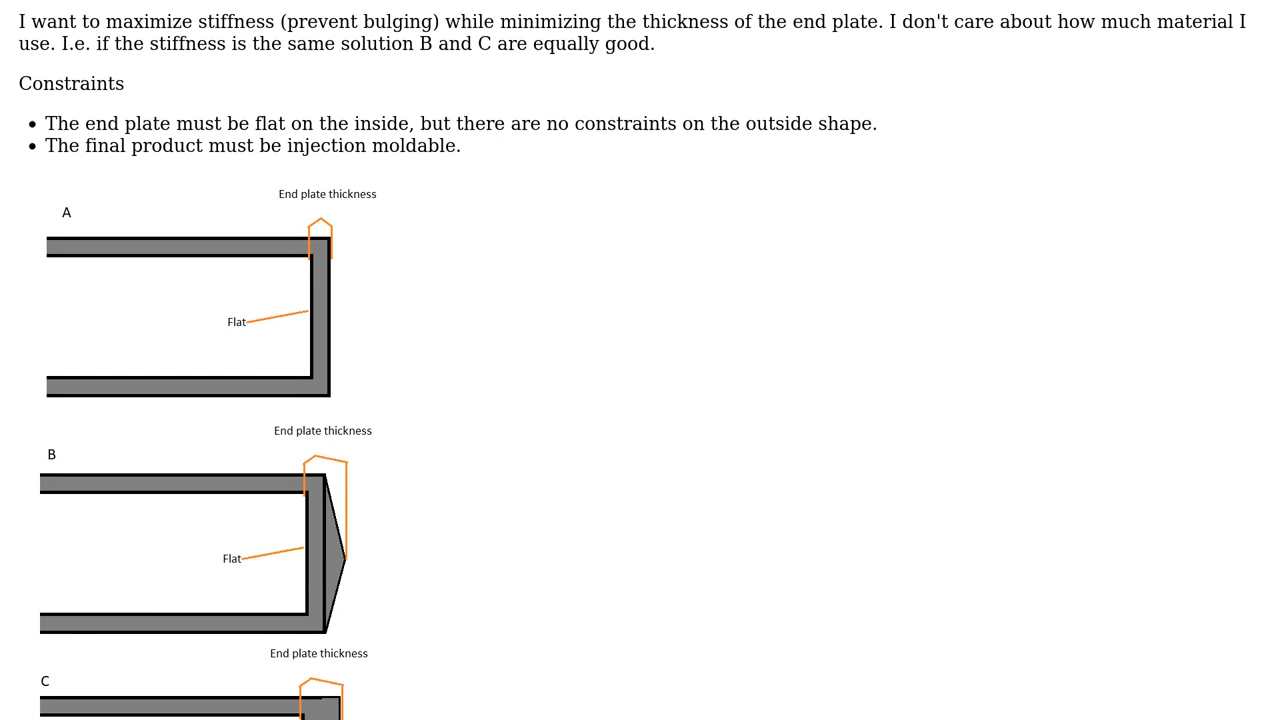 I want to maximize stiffness (prevent bulging) while minimizing the thickness of the end plate. I don't care about how much material I
use. I.e. if the stiffness is the same solution B and C are equally good.
Constraints
• The end plate must be flat on the inside, but there are no constraints on the outside shape.
• The final product must be injection moldable.
End plate thickness
A
Flat
End plate thickness
B
Flat
End plate thickness
C